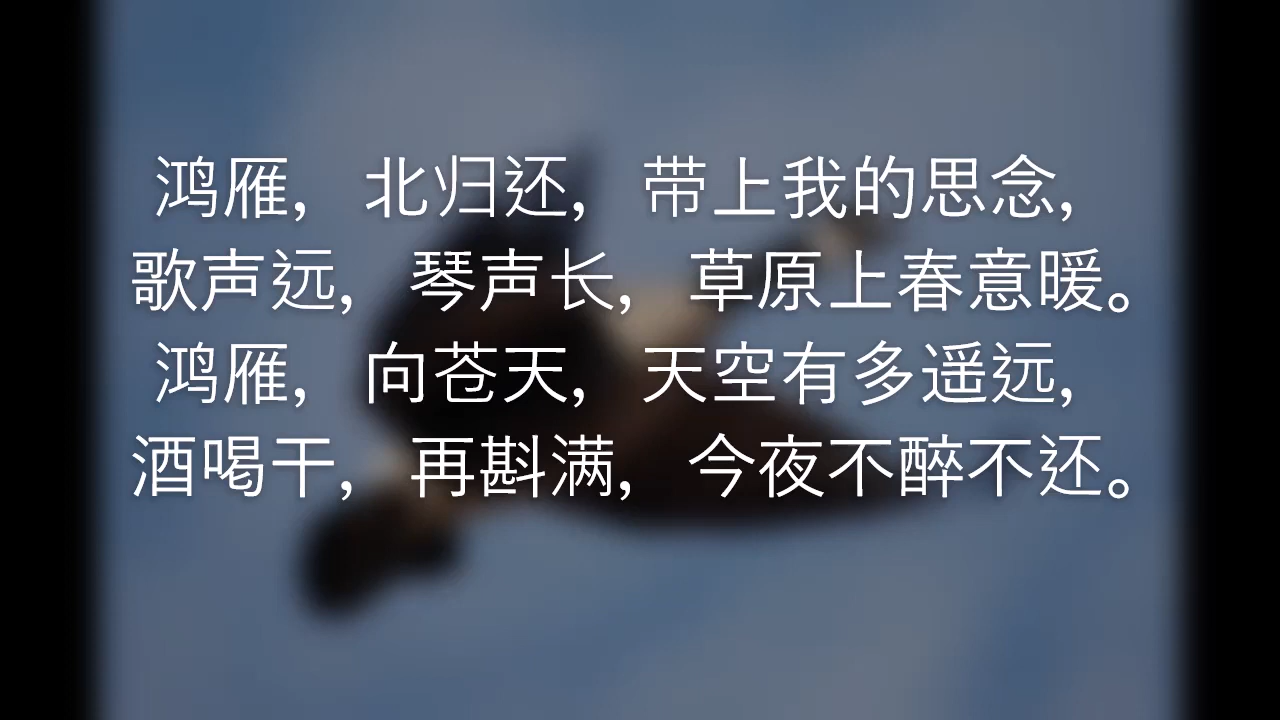 鸿雁，北归还，带上我的思念，
歌声远，琴声长，草原上春意暖。
鸿雁，向苍天，天空有多遥远，
酒喝干，再斟满，今夜不醉不还。